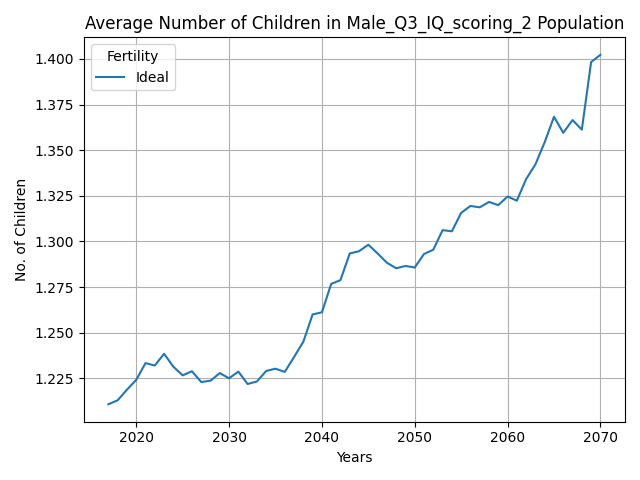 Average Number of Children in Male_Q3_IQ_scoring_2 Population
Fertility
Ideal
No. of Children
1.400
1.375
1.350
1.325
1.300
1.275
1.250
1.225
2020 2030 2040 2050 2060 2070
Years